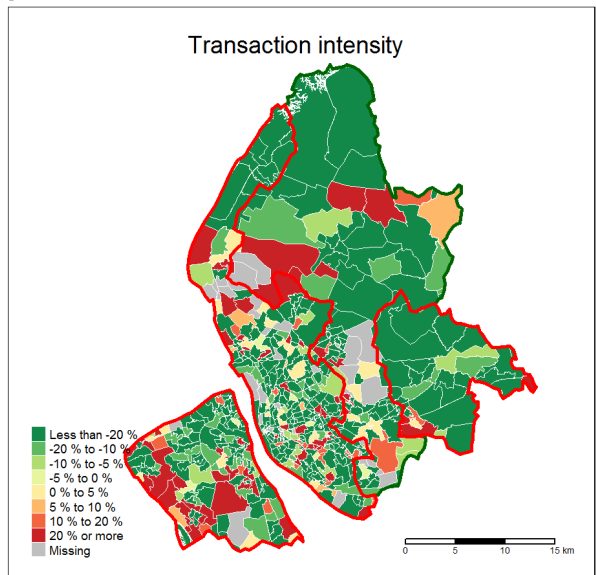 Transaction intensity
Less than -20 %
-20 % to -10 %
-10 % to -5 %
-5 % to 0 %
0 % to 5 %
5 % to 10 %
10 % to 20 %
20 % or more
Missing
0 5 10 15 km